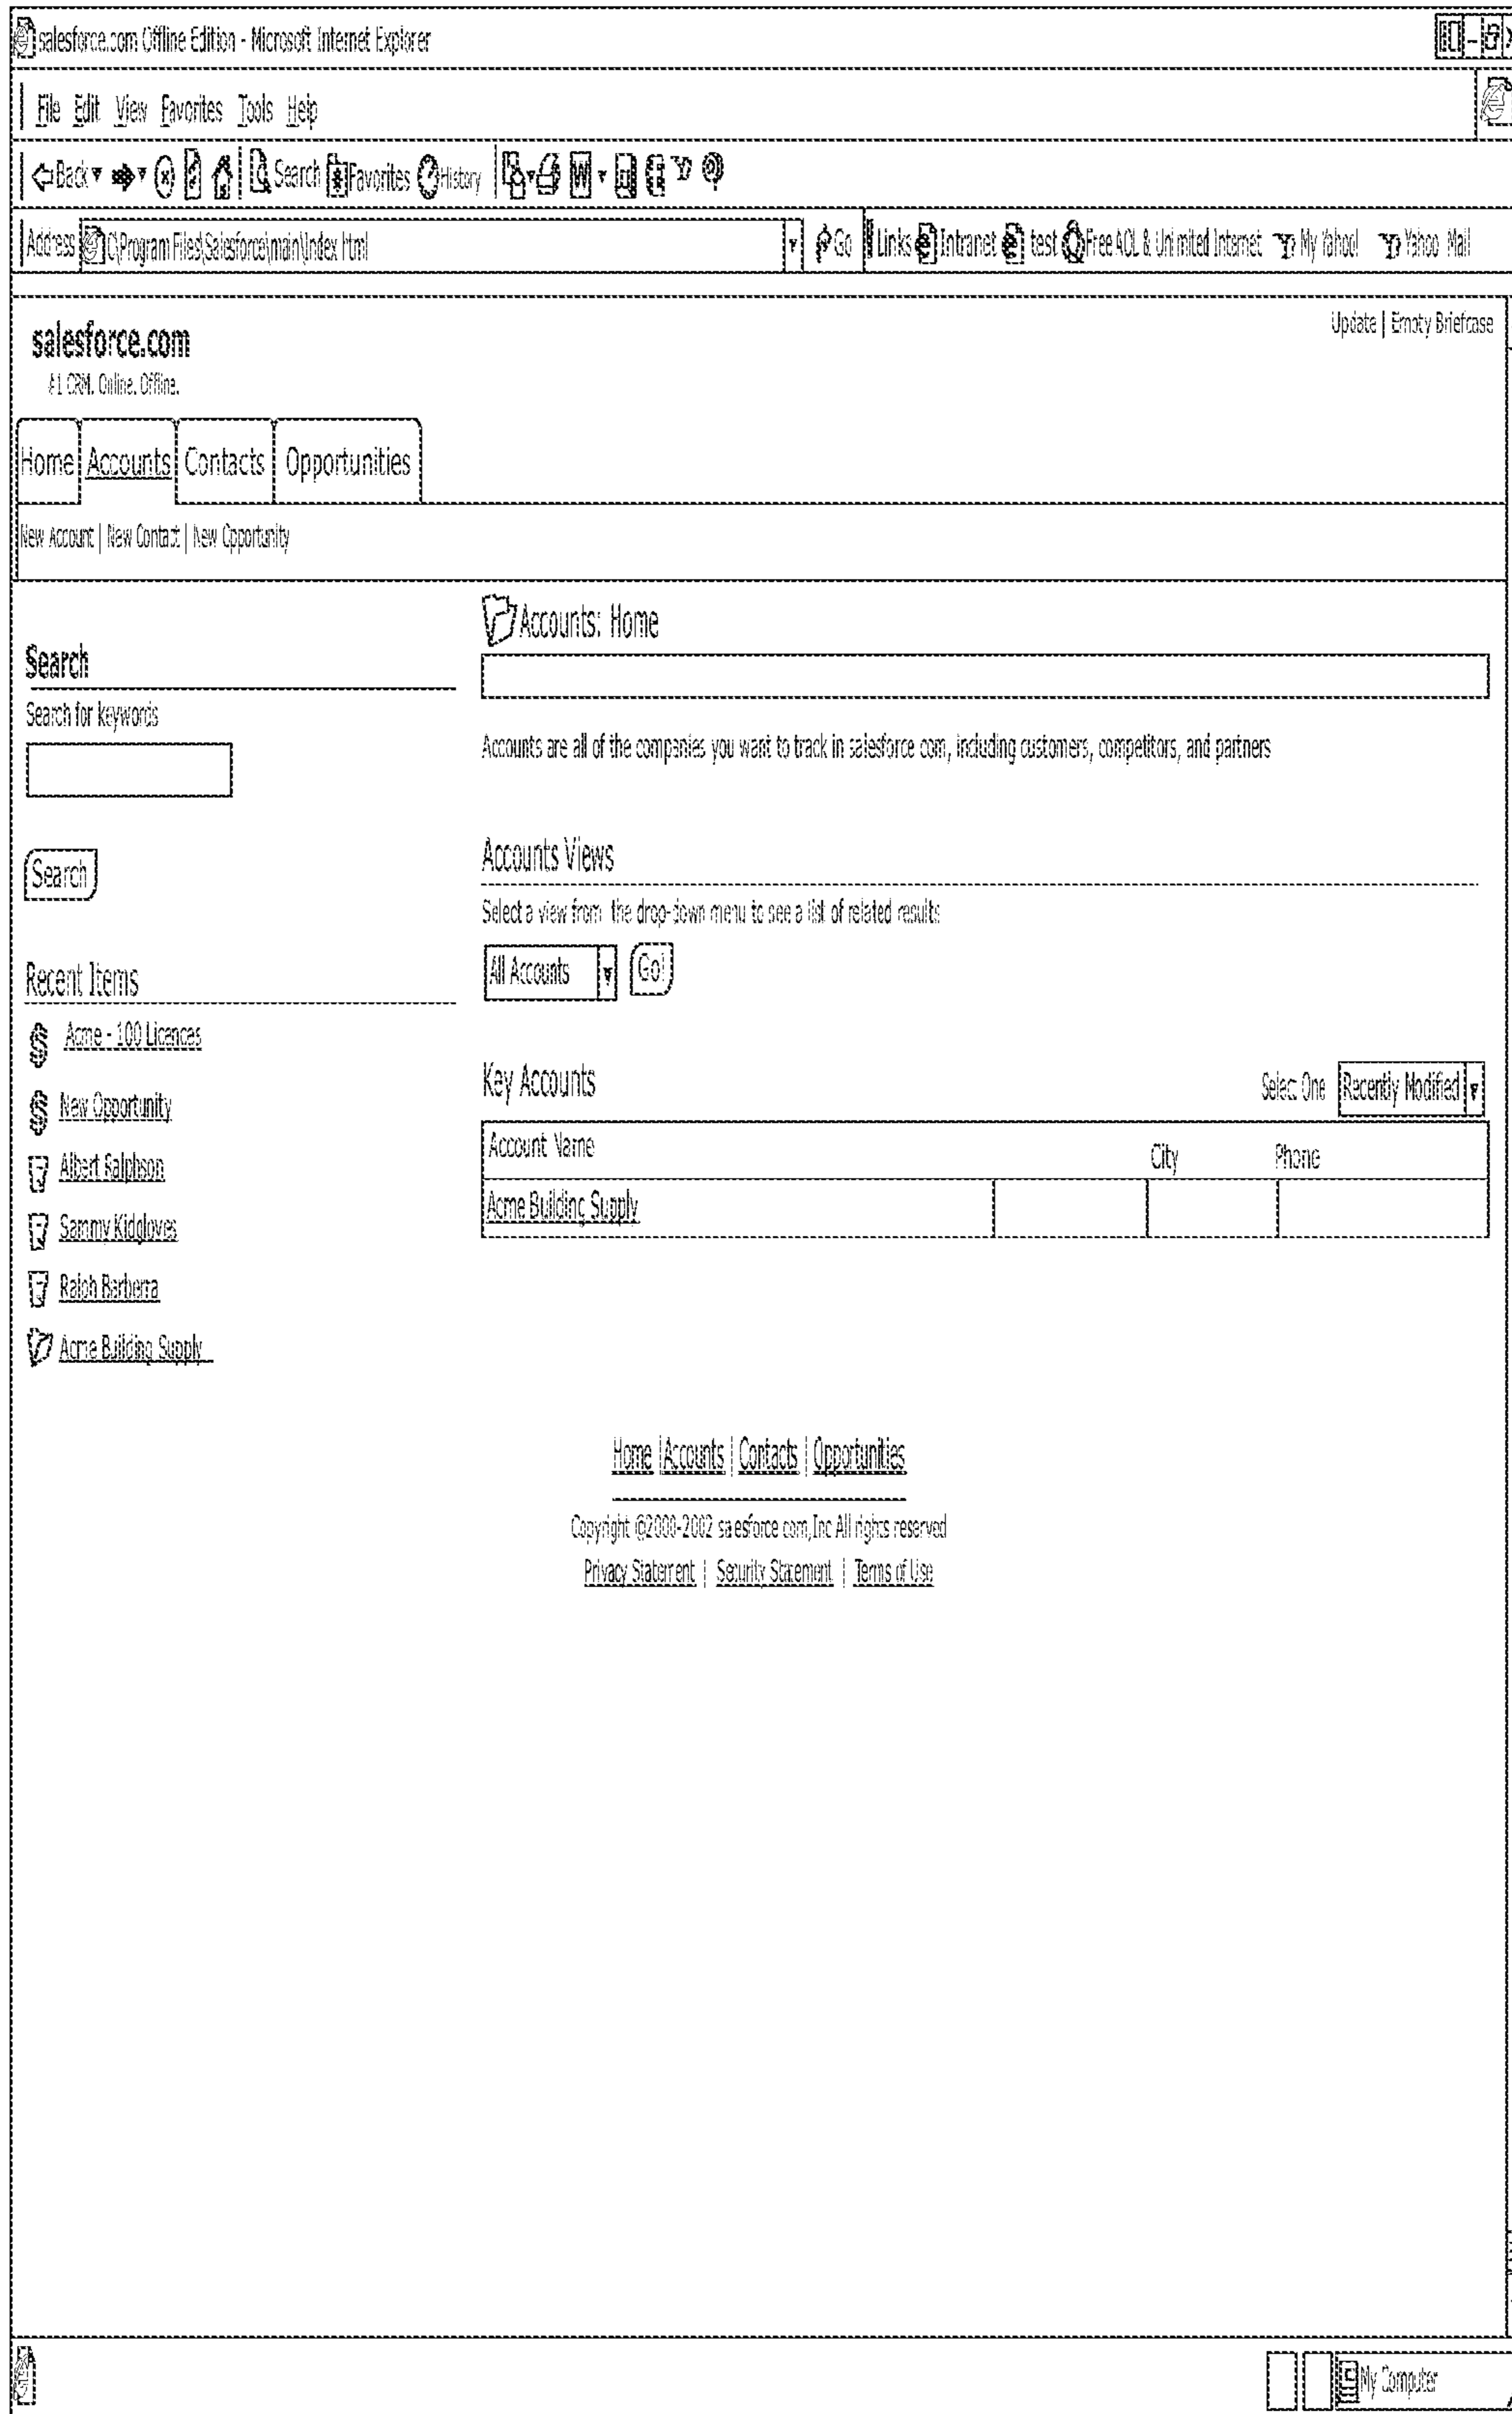 salesforce.com Offline Edition - Microsoft Internet Explorer
File Edit View Favorites Tools Help
Back Search Favorites History W
Address C:\Program Files\Salesforce\main\Index html Go Links Intranet test Free AOL & Unlimited Internet My Yahoo! Yahoo Mail
Update | Empty Briefcase
salesforce.com
#1 CRM. Online. Offline.
Home Accounts Contacts Opportunities
New Account | New Contact | New Opportunity
Accounts: Home
Search
Search for keywords
Accounts are all of the companies you want to track in salesforce com, including customers, competitors, and partners
Search
Accounts Views
Select a view from the drop-down menu to see a list of related results
All Accounts Go!
Recent Items
Acme - 100 Licences
New Opportunity
Albert Ralphson
Sammy Kidgloves
Ralph Barberra
Acme Building Supply
Key Accounts Select One Recently Modified
Account Name City Phone
Acme Building Supply
Home | Accounts | Contacts | Opportunities
Copyright @2000-2002 salesforce com,Inc All rights reserved
Privacy Statement | Security Statement | Terms of Use
My Computer